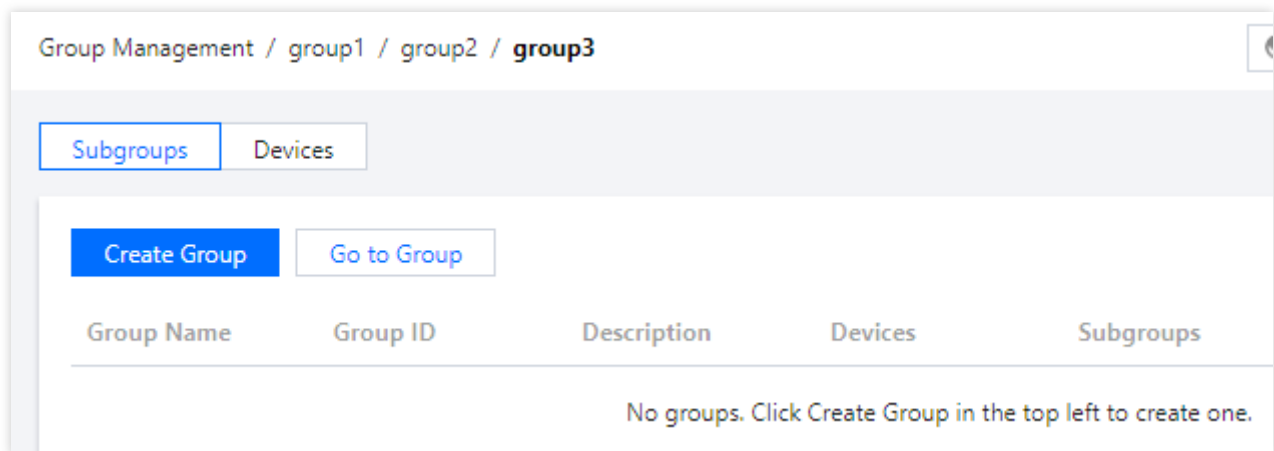 Group Management / group1 / group2 / group3
Subgroups Devices
Create Group Go to Group
Group Name Group ID Description Devices Subgroups
No groups. Click Create Group in the top left to create one.